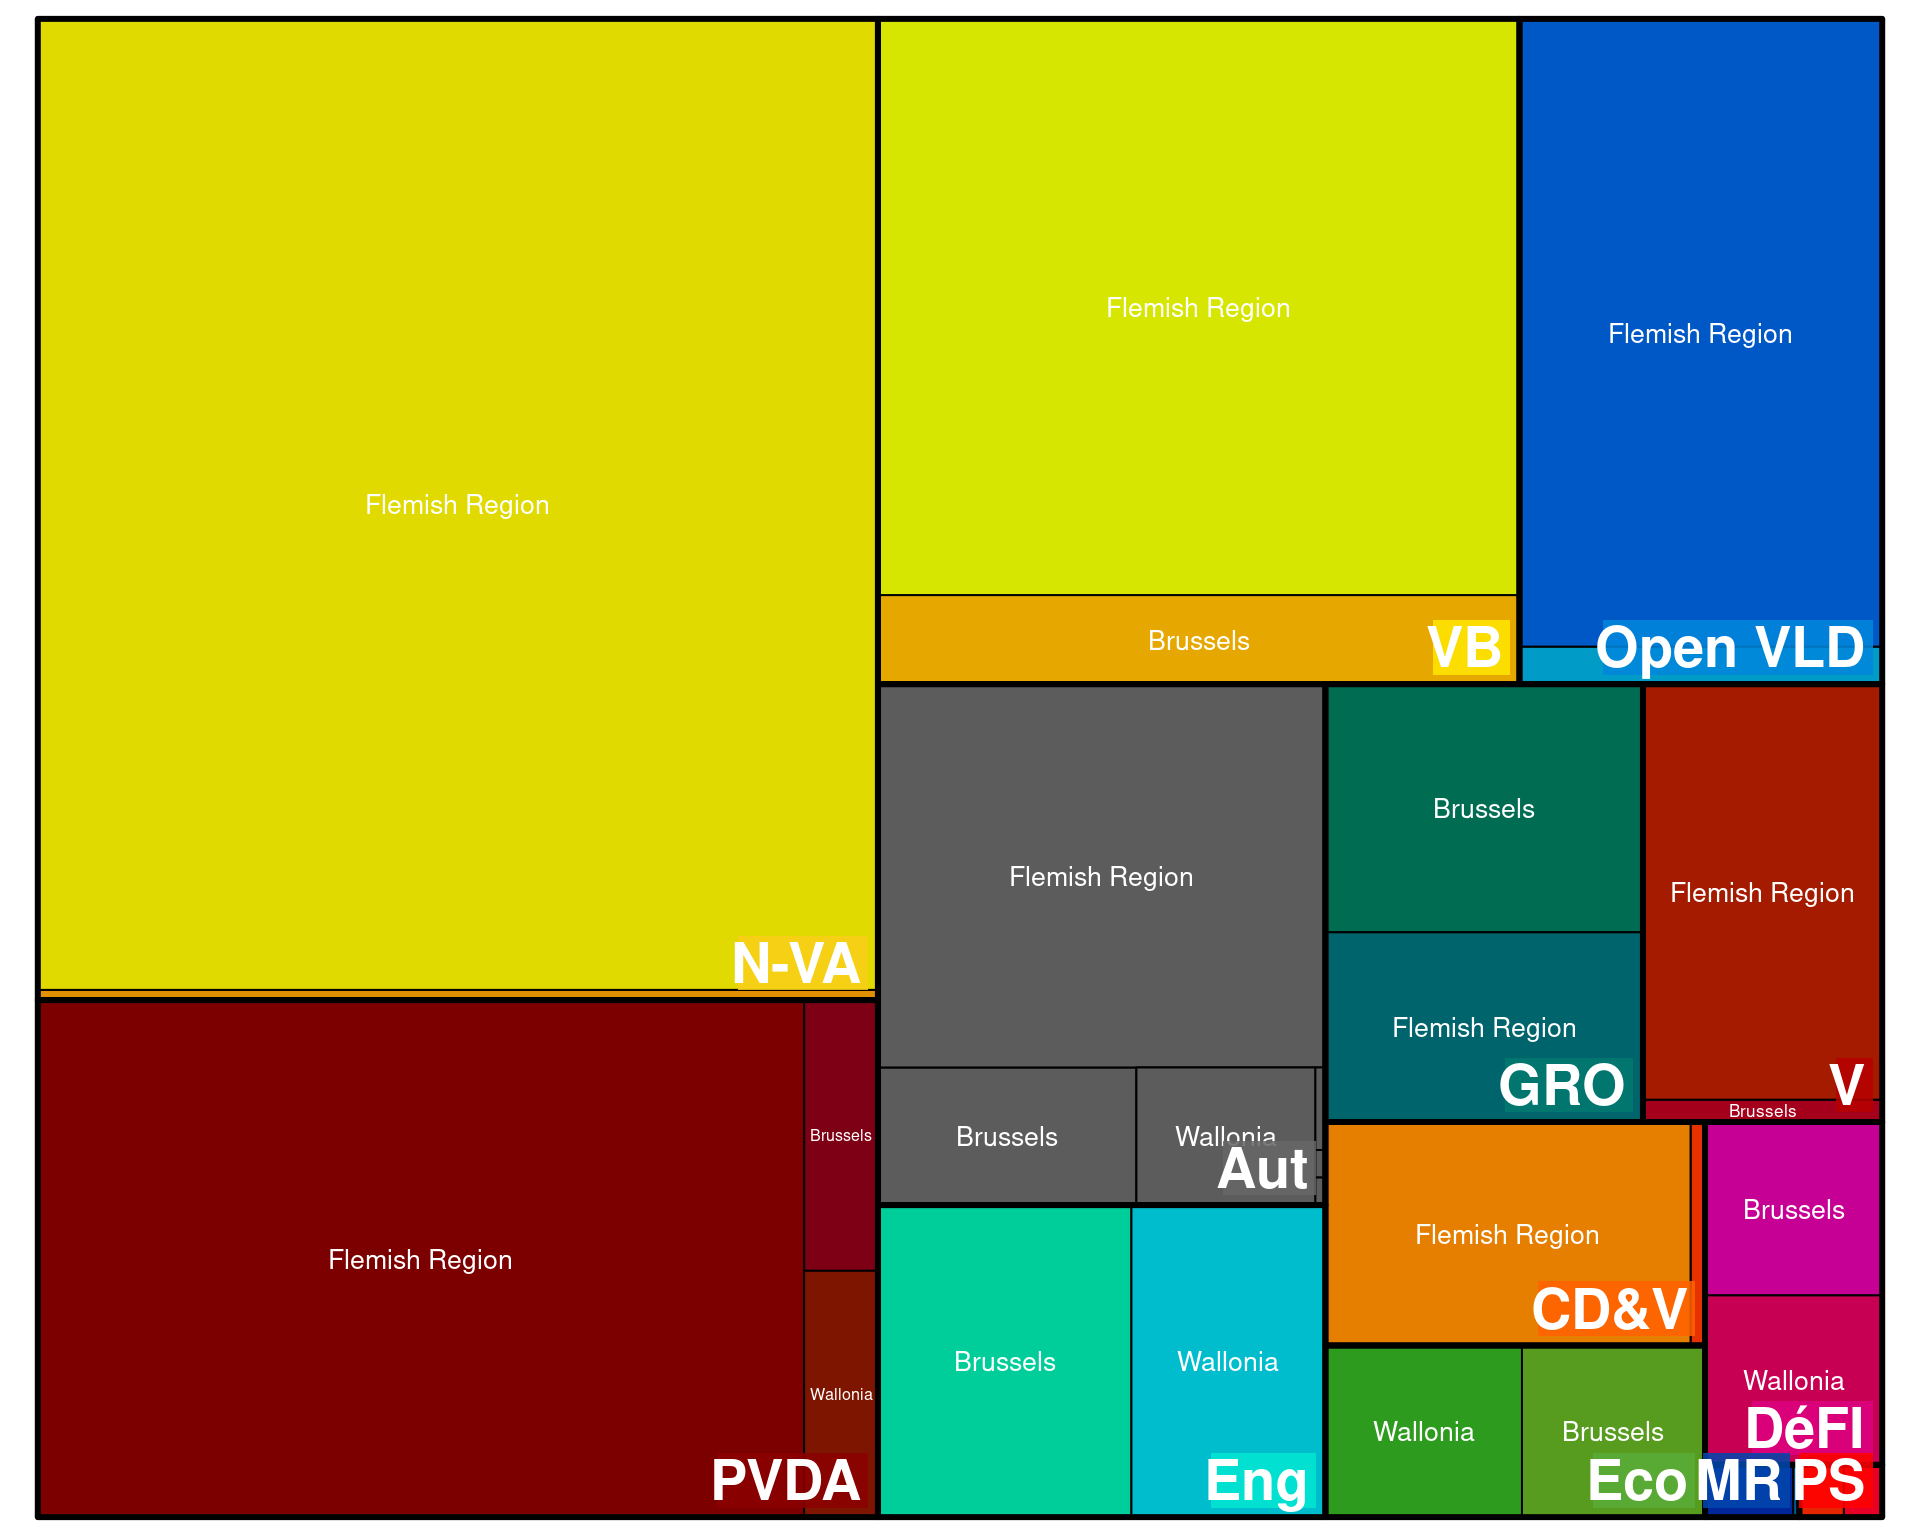 Flemish Region
N-VA
Flemish Region
Brussels
VB
Flemish Region
Open VLD
Flemish Region
Brussels
Wallonia
PVDA
Flemish Region
Brussels
Wallonia
Aut
Brussels
Flemish Region
GRO
Flemish Region
Brussels
V
Brussels
Wallonia
Eng
Flemish Region
CD&V
Brussels
Wallonia
DéFI
Wallonia
Brussels
Eco
MR
PS